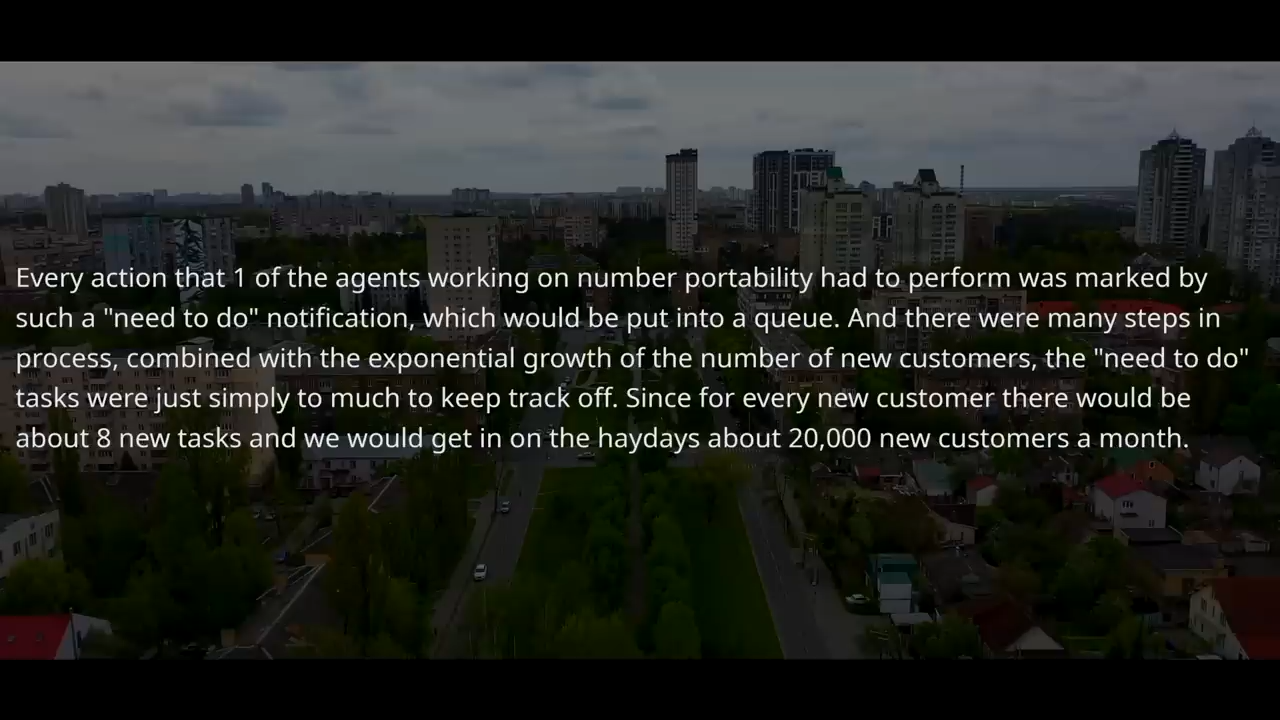 Every action that 1 of the agents working on number portability had to perform was marked by
such a "need to do" notification, which would be put into a queue. And there were many steps in
process, combined with the exponential growth of the number of new customers, the "need to do"
tasks were just simply to much to keep track off. Since for every new customer there would be
about 8 new tasks and we would get in on the haydays about 20,000 new customers a month.